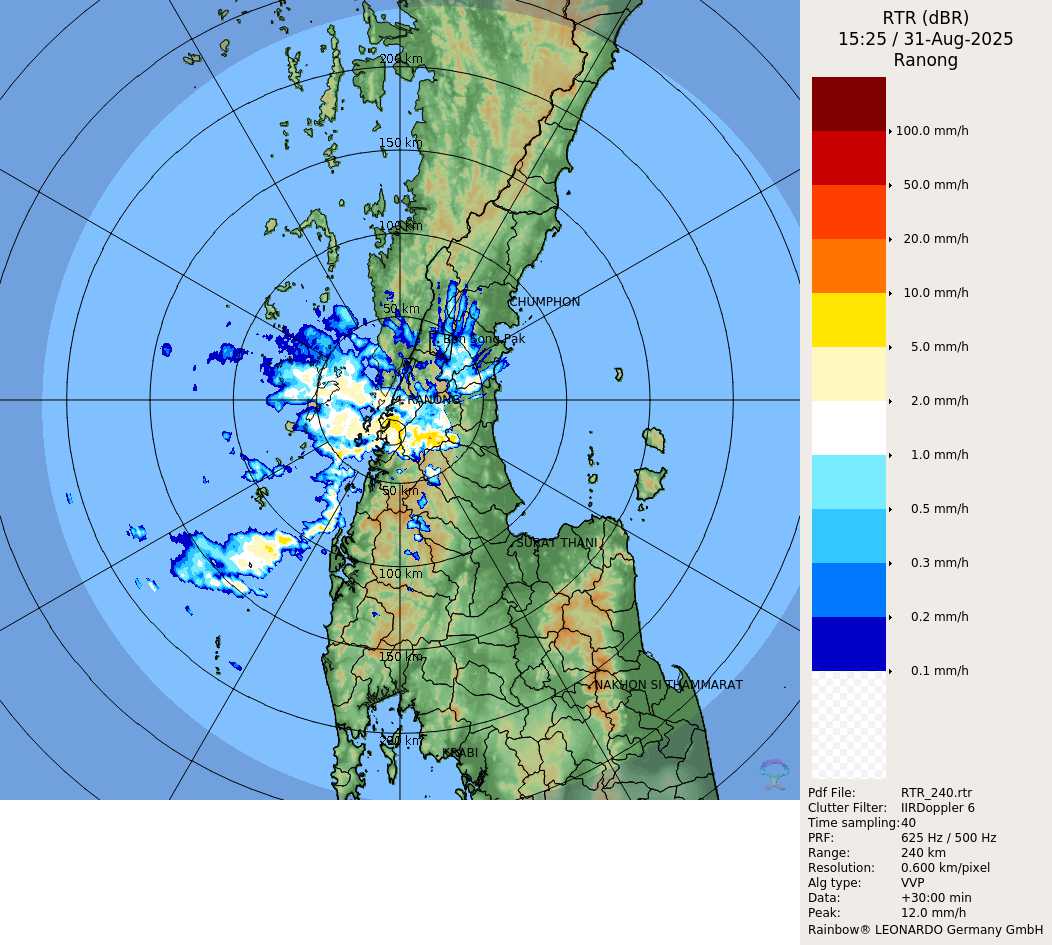 RTR (dBR)
15:25 / 31-Aug-2025
Ranong
200 km
150 km
100 km
50 km
CHUMPHON
Ban Song Pak
RANONG
50 km
SURAT THANI
100 km
150 km
NAKHON SI THAMMARAT
200 km
KRABI
100.0 mm/h
50.0 mm/h
20.0 mm/h
10.0 mm/h
5.0 mm/h
2.0 mm/h
1.0 mm/h
0.5 mm/h
0.3 mm/h
0.2 mm/h
0.1 mm/h
Pdf File: RTR_240.rtr
Clutter Filter: IIRDoppler 6
Time sampling:40
PRF: 625 Hz / 500 Hz
Range: 240 km
Resolution: 0.600 km/pixel
Alg type: VVP
Data: +30:00 min
Peak: 12.0 mm/h
Rainbow® LEONARDO Germany GmbH